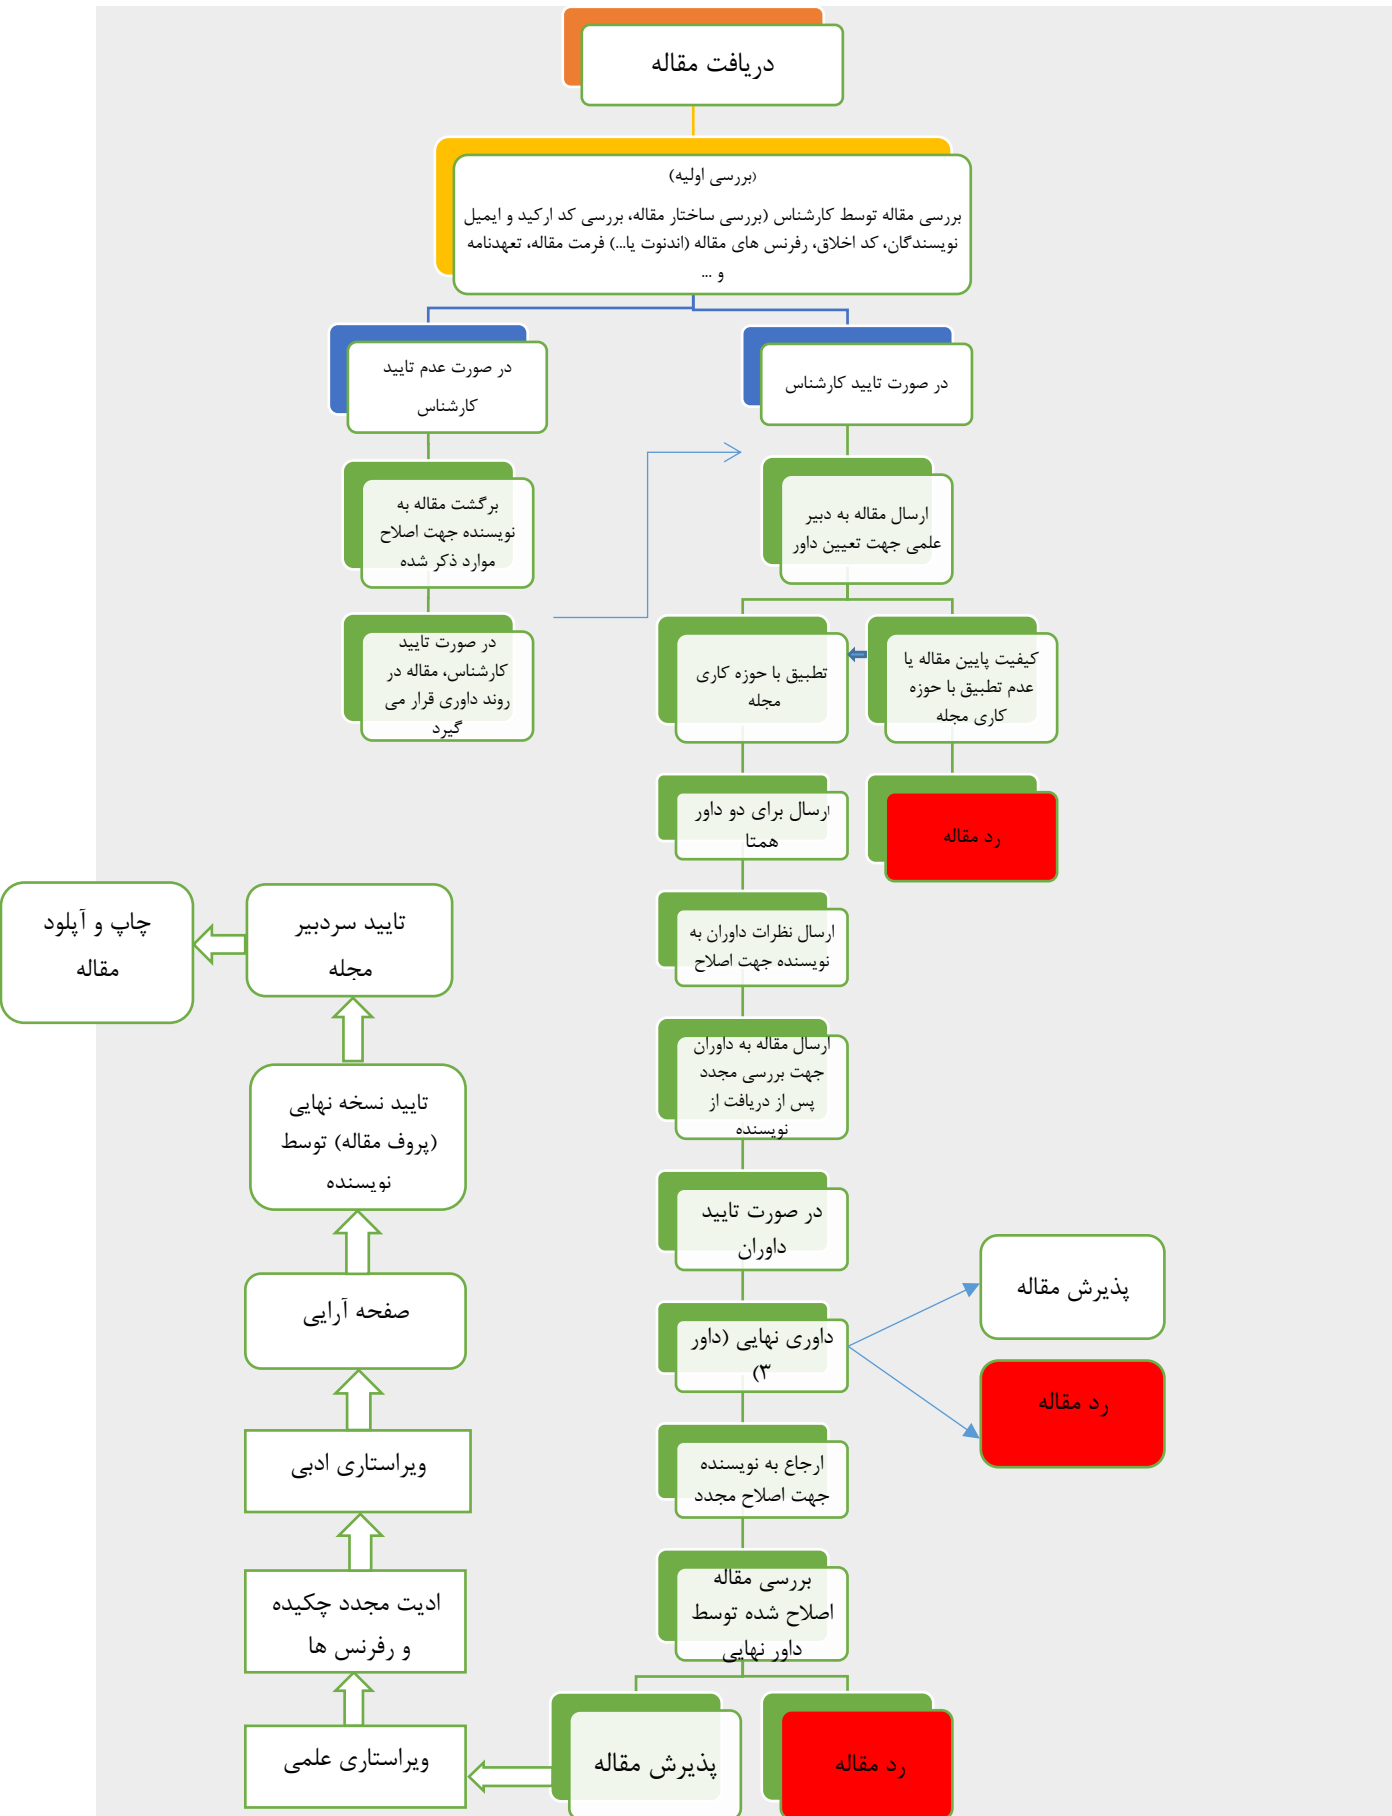 دریافت مقاله
(بررسی اولیه)
بررسی مقاله توسط کارشناس (بررسی ساختار مقاله، بررسی کد ارکید و ایمیل
نویسندگان، کد اخلاق، رفرنس های مقاله (اندنوت یا...) فرمت مقاله، تعهدنامه
و ...
در صورت تایید کارشناس
در صورت عدم تایید
کارشناس
ارسال مقاله به دبیر
علمی جهت تعیین داور
برگشت مقاله به
نویسنده جهت اصلاح
موارد ذکر شده
در صورت تایید
کارشناس، مقاله در
روند داوری قرار می
گیرد
کیفیت پایین مقاله یا
عدم تطبیق با حوزه
کاری مجله
تطبیق با حوزه کاری
مجله
رد مقاله
ارسال برای دو داور
همتا
ارسال نظرات داوران به
نویسنده جهت اصلاح
ارسال مقاله به داوران
جهت بررسی مجدد
پس از دریافت از
نویسنده
در صورت تایید
داوران
داوری نهایی (داور
۳)
پذیرش مقاله
رد مقاله
ارجاع به نویسنده
جهت اصلاح مجدد
بررسی مقاله
اصلاح شده توسط
داور نهایی
رد مقاله
پذیرش مقاله
ویراستاری علمی
ادیت مجدد چکیده
و رفرنس ها
ویراستاری ادبی
صفحه آرایی
تایید نسخه نهایی
(پروف مقاله) توسط
نویسنده
تایید سردبیر
مجله
چاپ و آپلود
مقاله